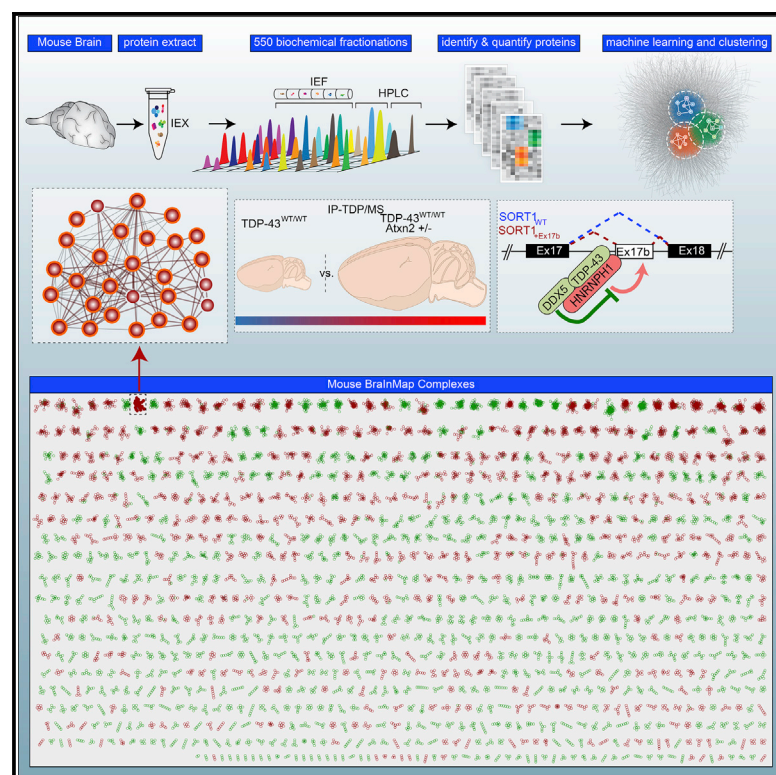 Mouse Brain
protein extract
550 biochemical fractionations
identify & quantify proteins
machine learning and clustering
IEF
HPLC
IEX
IP-TDP/MS
TDP-43WT/WT
TDP-43WT/WT
Atxn2 +/-
vs.
SORT1WT
SORT1+Ex17b
Ex17
Ex17b
Ex18
DDX5
TDP-43
HNRNPH1
Mouse BraInMap Complexes